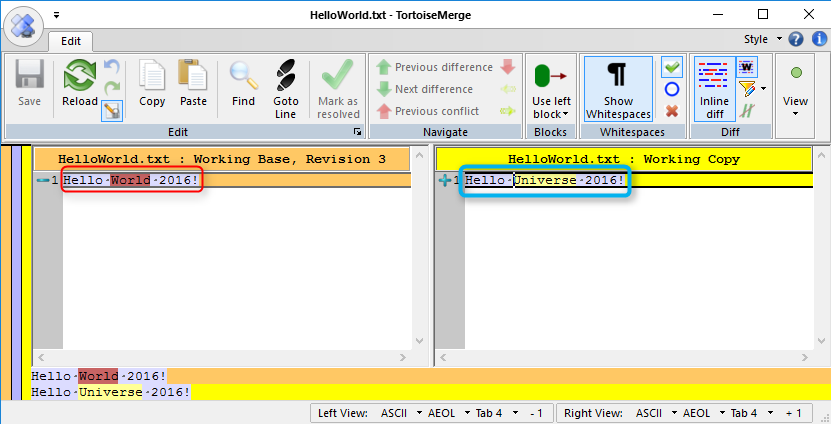 HelloWorld.txt - TortoiseMerge
Edit
Style
Save
Reload
Copy
Paste
Find
Goto
Line
Mark as
resolved
Edit
Previous difference
Next difference
Previous conflict
Navigate
Use left
block
Blocks
Show
Whitespaces
Whitespaces
Inline
diff
Diff
View
HelloWorld.txt : Working Base, Revision 3
HelloWorld.txt : Working Copy
1 Hello·World·2016!
1 Hello·Universe·2016!
Hello·World·2016!
Hello·Universe·2016!
Left View: ASCII AEOL Tab 4 - 1
Right View: ASCII AEOL Tab 4 + 1